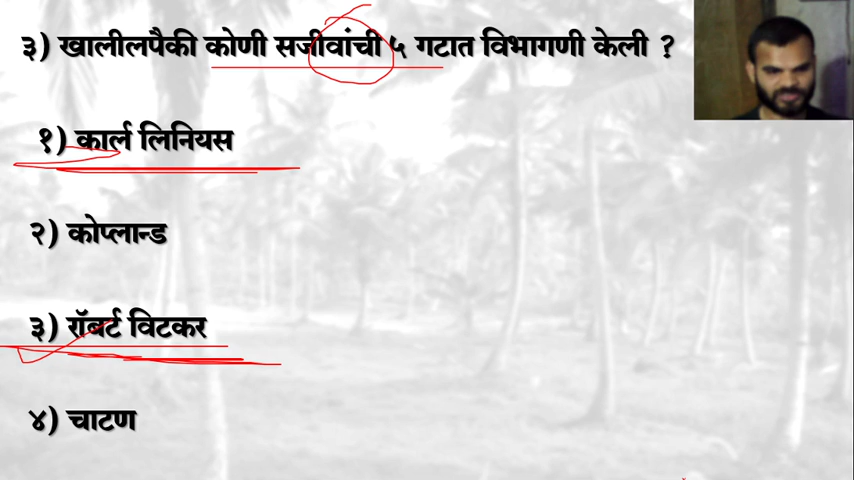 ३) खालीलपैकी कोणी सजीवांची ५ गटात विभागणी केली ?
१) कार्ल लिनियस
२) कोप्लान्ड
३) रॉबर्ट विटकर
४) चाटण